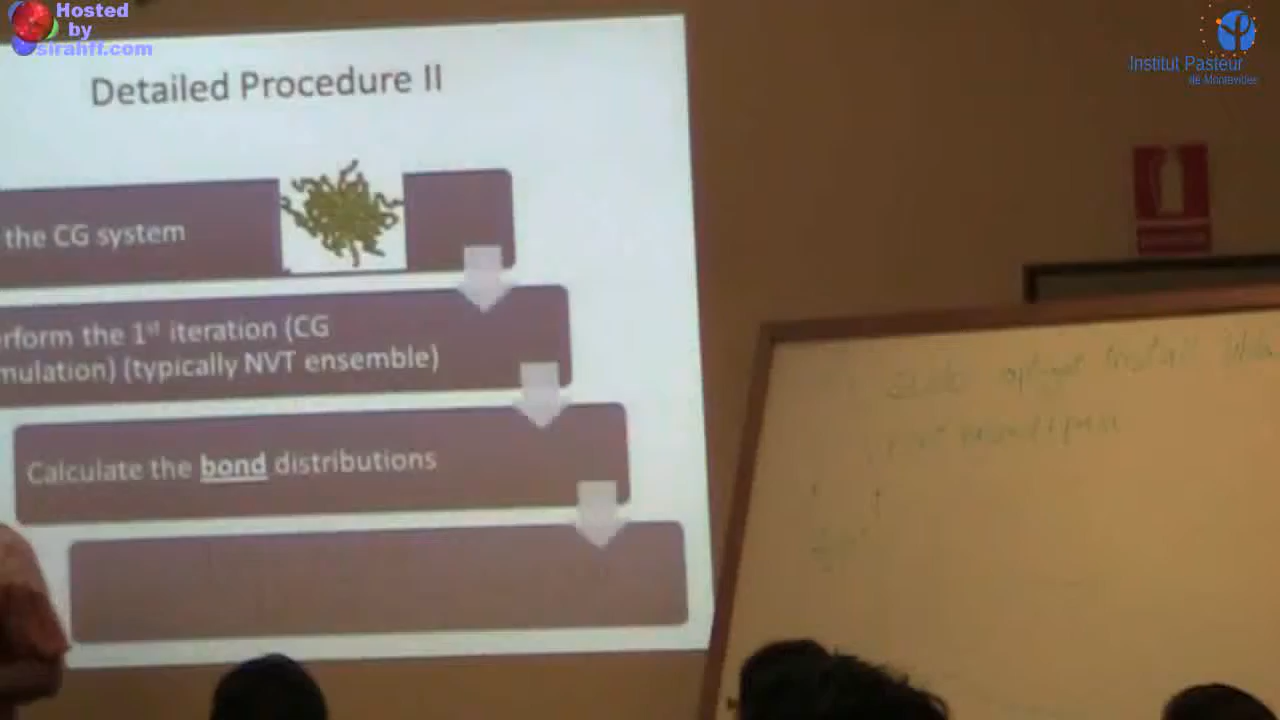 Hosted
by
sirahff.com
Institut Pasteur
de Montevideo
Detailed Procedure II
the CG system
rform the 1st iteration (CG
mulation) (typically NVT ensemble)
Calculate the bond distributions
install